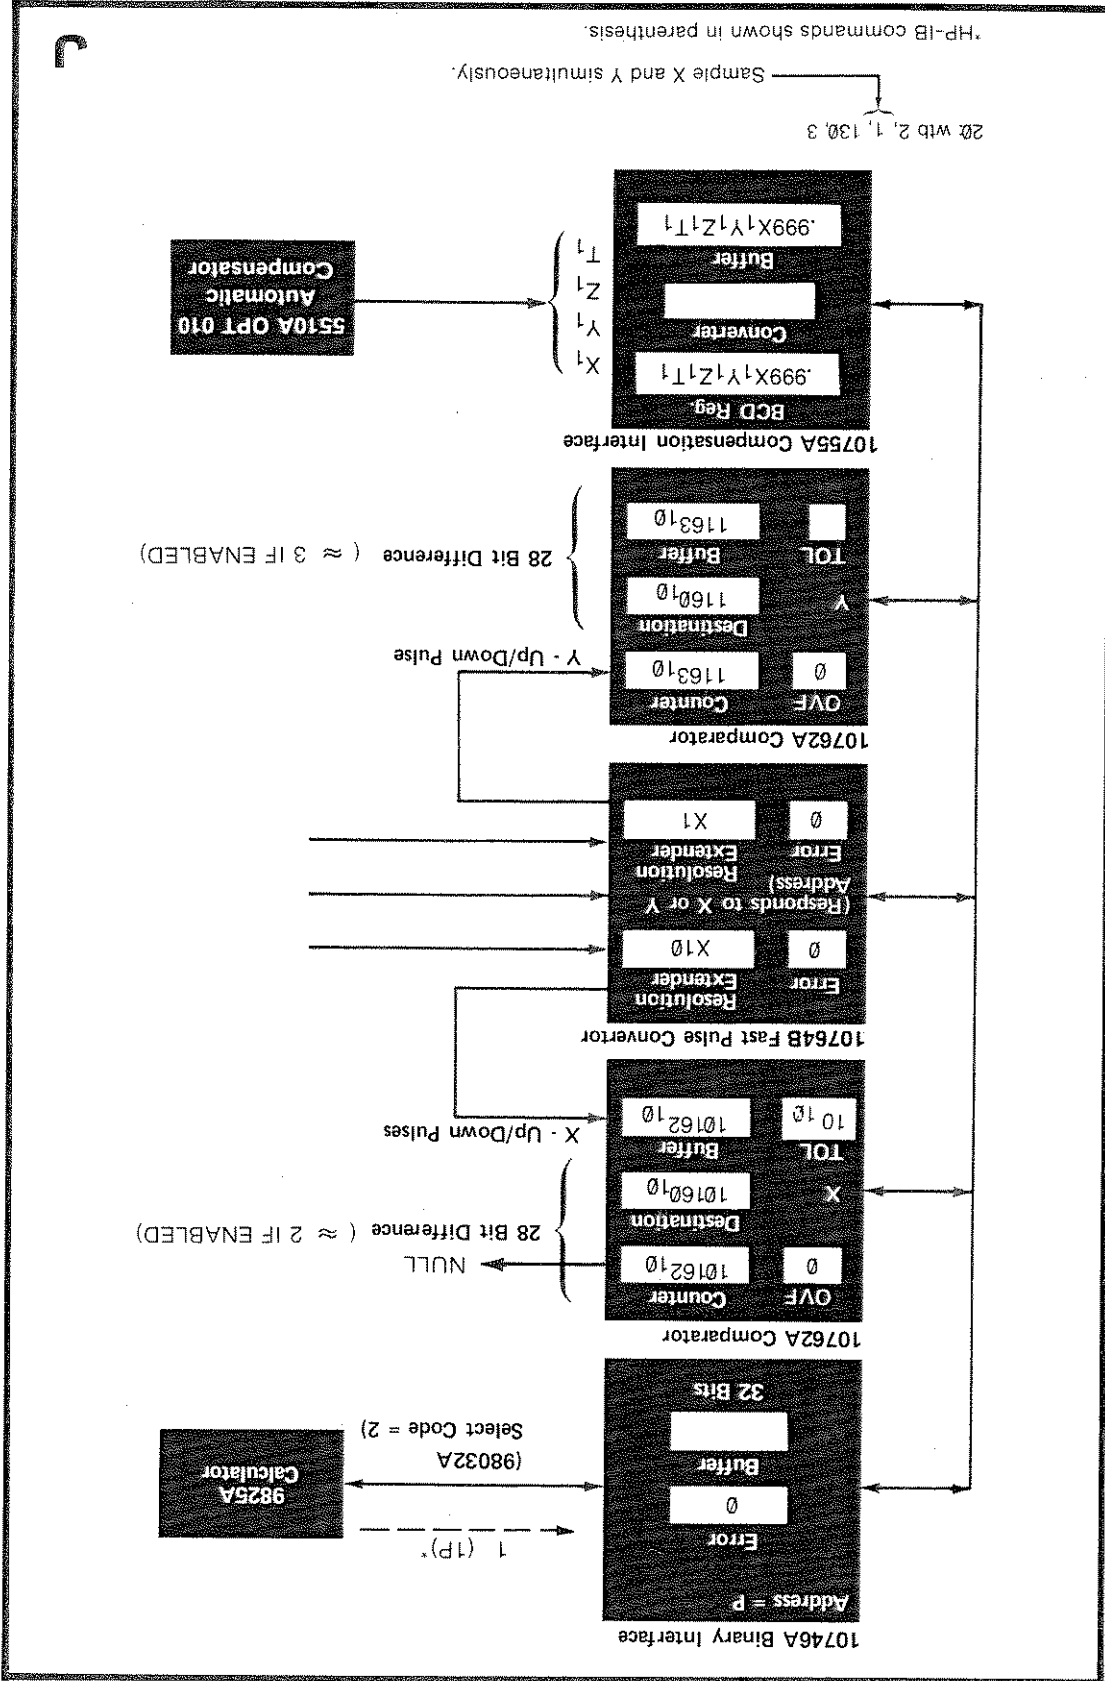 10746A Binary Interface
Address = P
Error
0
Buffer
32 Bits
1 (1P)*
(98032A
Select Code = 2)
9825A
Calculator
10762A Comparator
OVF
0
Counter
10162₁₀
X
Destination
10160₁₀
TOL
10 ₁₀
Buffer
10162₁₀
NULL
28 Bit Difference ( ≈ 2 IF ENABLED)
X - Up/Down Pulses
10764B Fast Pulse Convertor
Error
0
Resolution
Extender
X10
(Responds to X or Y
Address)
Error
0
Resolution
Extender
X1
10762A Comparator
OVF
0
Counter
1163₁₀
Y
Destination
1160₁₀
TOL
Buffer
1163₁₀
Y - Up/Down Pulse
28 Bit Difference ( ≈ 3 IF ENABLED)
10755A Compensation Interface
BCD Reg.
.999X₁Y₁Z₁T₁
Converter
Buffer
.999X₁Y₁Z₁T₁
X₁
Y₁
Z₁
T₁
5510A OPT 010
Automatic
Compensator
20: wtb 2, 1, 130, 3
Sample X and Y simultaneously.
*HP-IB commands shown in parenthesis.
J